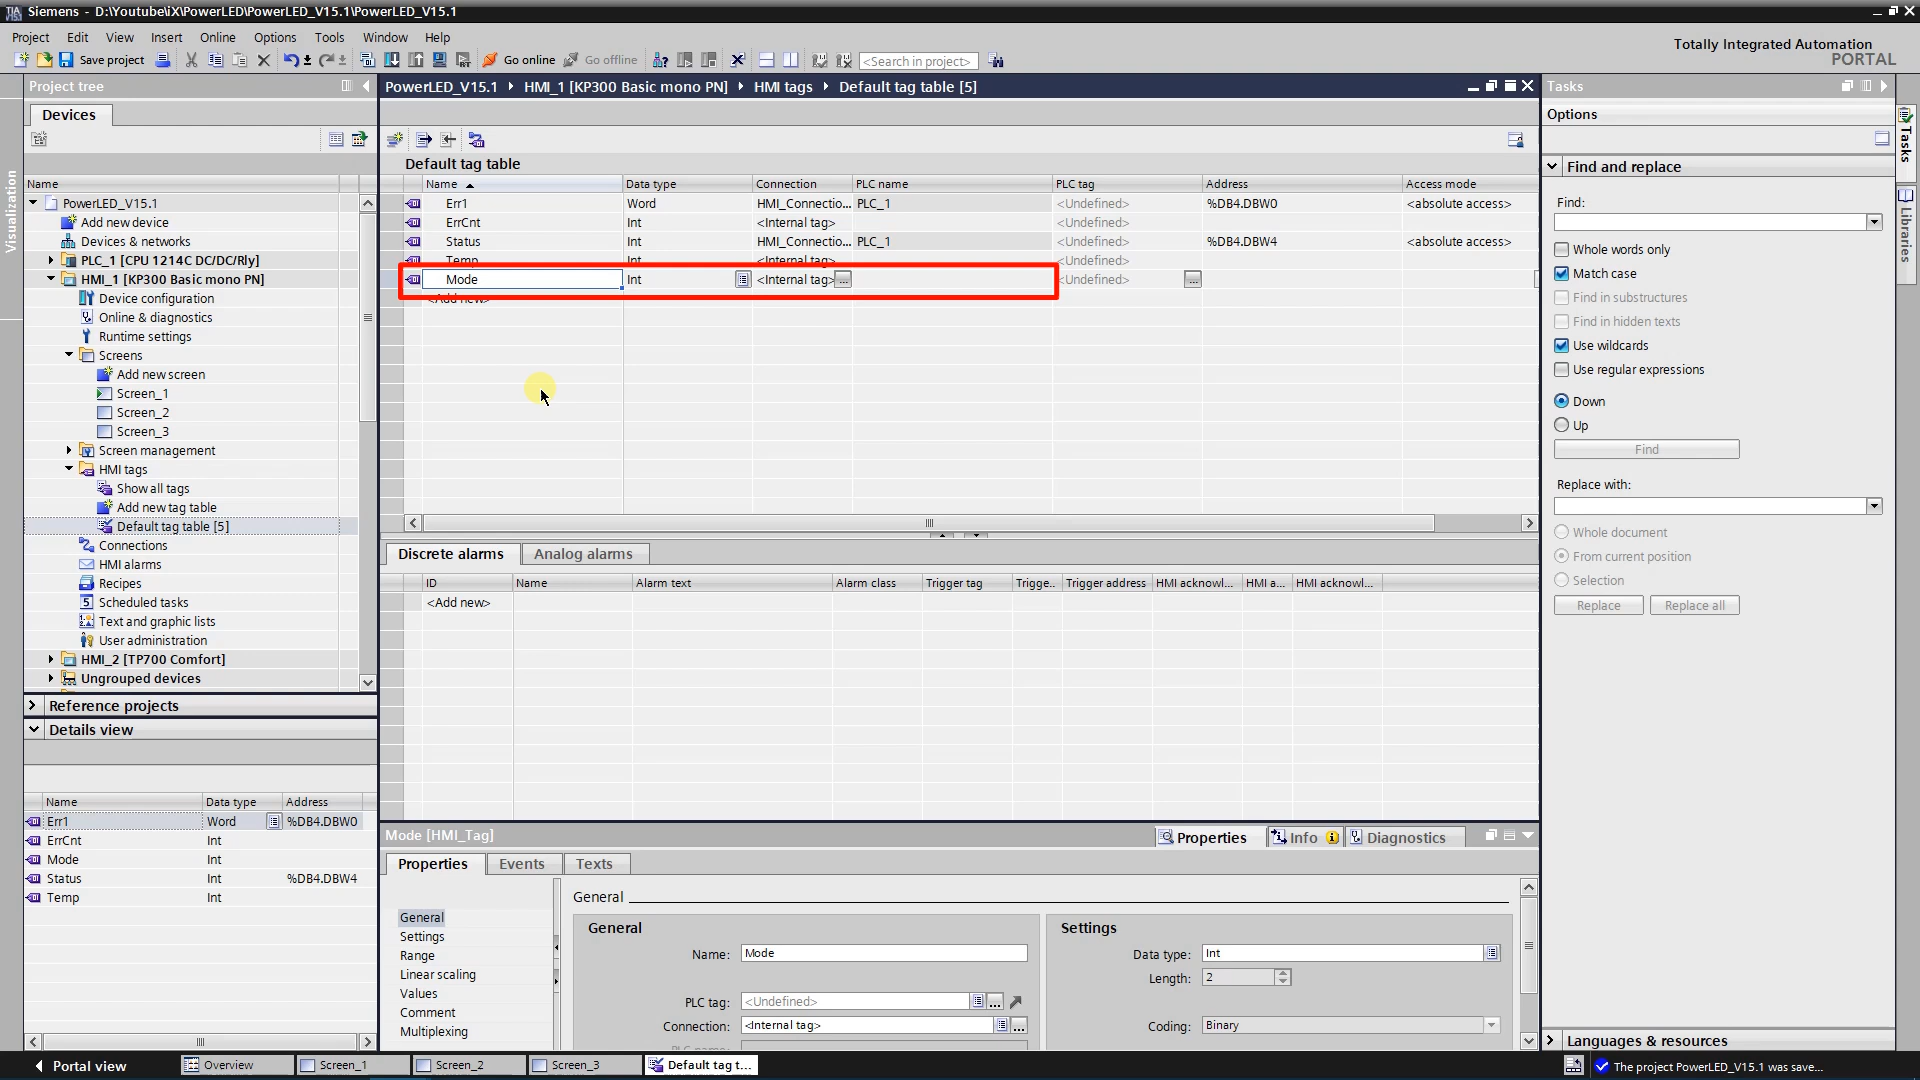 Siemens - D:\Youtube\iX\PowerLED\PowerLED_V15.1\PowerLED_V15.1
Project Edit View Insert Online Options Tools Window Help
Totally Integrated Automation
PORTAL
Save project Go online Go offline <Search in project>
Project tree
Devices
Name
PowerLED_V15.1
Add new device
Devices & networks
PLC_1 [CPU 1214C DC/DC/Rly]
HMI_1 [KP300 Basic mono PN]
Device configuration
Online & diagnostics
Runtime settings
Screens
Add new screen
Screen_1
Screen_2
Screen_3
Screen management
HMI tags
Show all tags
Add new tag table
Default tag table [5]
Connections
HMI alarms
Recipes
Scheduled tasks
Text and graphic lists
User administration
HMI_2 [TP700 Comfort]
Ungrouped devices
Reference projects
Details view
Name Data type Address
Err1 Word %DB4.DBW0
ErrCnt Int
Mode Int
Status Int %DB4.DBW4
Temp Int
Visualization
PowerLED_V15.1 HMI_1 [KP300 Basic mono PN] HMI tags Default tag table [5]
Default tag table
Name Data type Connection PLC name PLC tag Address Access mode
Err1 Word HMI_Connectio... PLC_1 <Undefined> %DB4.DBW0 <absolute access>
ErrCnt Int <Internal tag> <Undefined>
Status Int HMI_Connectio... PLC_1 <Undefined> %DB4.DBW4 <absolute access>
Temp Int <Internal tag> <Undefined>
Mode Int <Internal tag> ... <Undefined> ...
<Add new>
Discrete alarms Analog alarms
ID Name Alarm text Alarm class Trigger tag Trigge.. Trigger address HMI acknowl... HMI a... HMI acknowl...
<Add new>
Mode [HMI_Tag]
Properties Info Diagnostics
Properties Events Texts
General
Settings
Range
Linear scaling
Values
Comment
Multiplexing
General
General
Name: Mode
PLC tag: <Undefined> ...
Connection: <Internal tag> ...
Settings
Data type: Int
Length: 2
Coding: Binary
Tasks
Options
Find and replace
Find:
Whole words only
Match case
Find in substructures
Find in hidden texts
Use wildcards
Use regular expressions
Down
Up
Find
Replace with:
Whole document
From current position
Selection
Replace Replace all
Languages & resources
Tasks
Libraries
Portal view Overview Screen_1 Screen_2 Screen_3 Default tag t...
The project PowerLED_V15.1 was save...